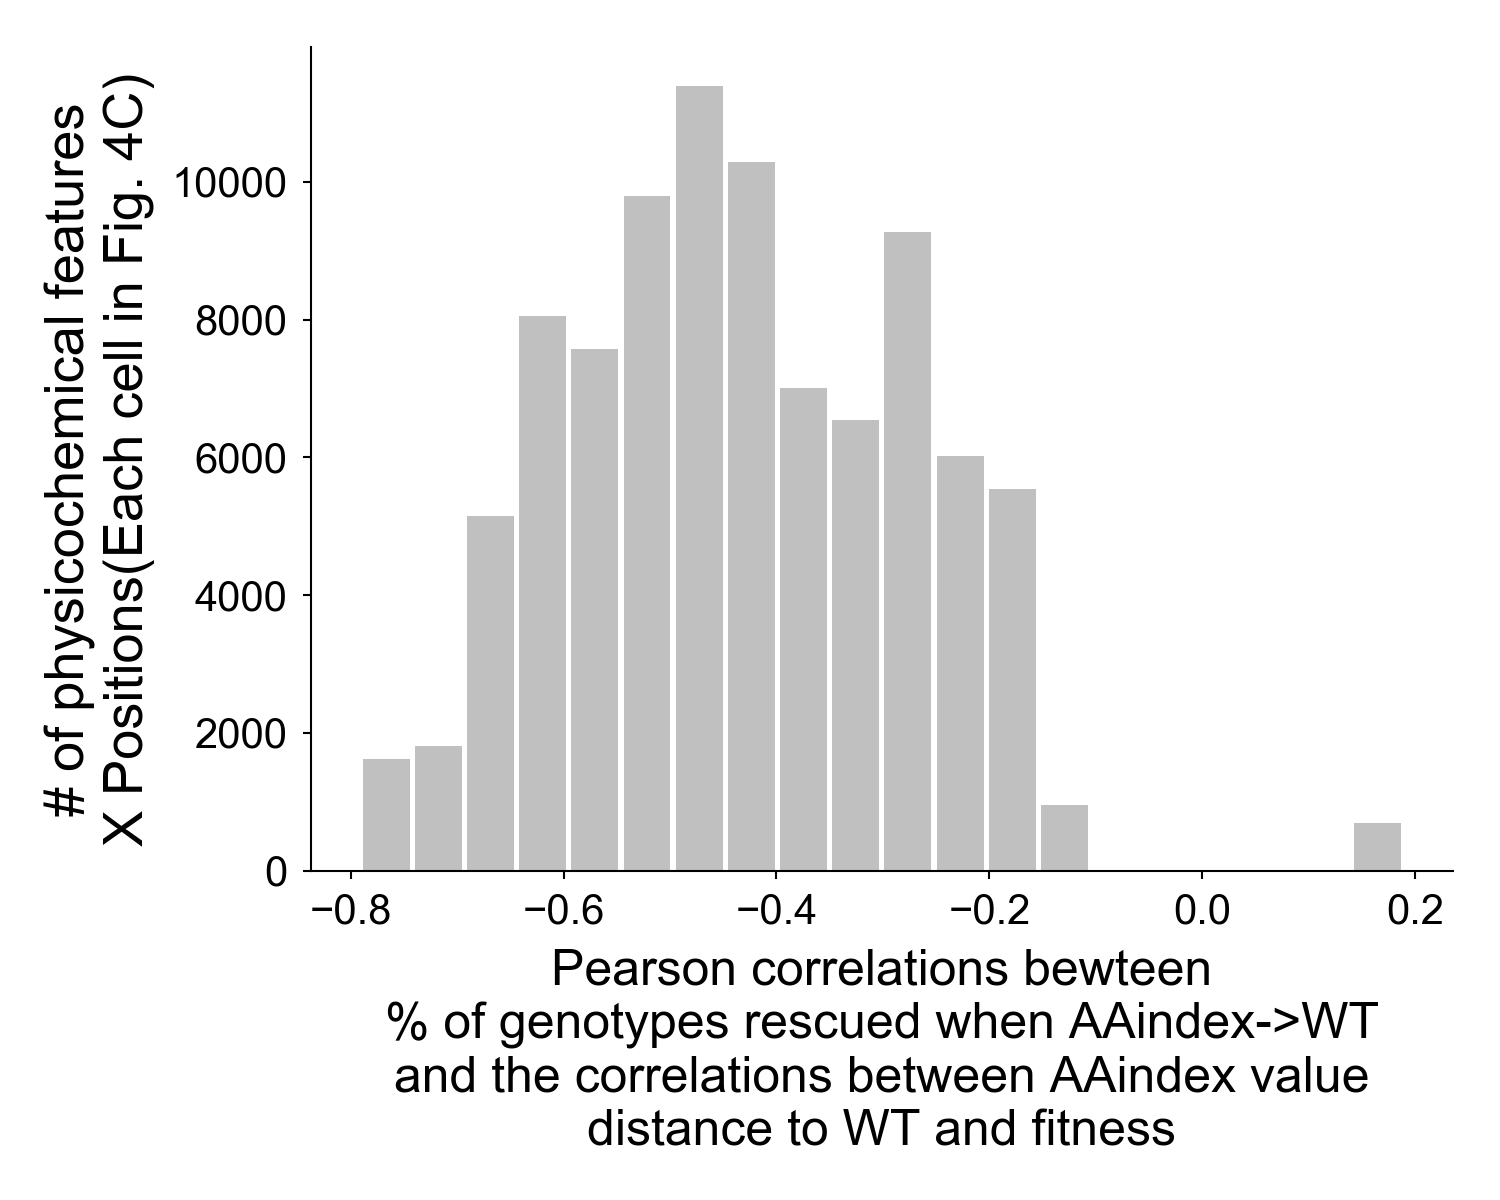 # of physicochemical features
X Positions(Each cell in Fig. 4C)
10000
8000
6000
4000
2000
0
−0.8 −0.6 −0.4 −0.2 0.0 0.2
Pearson correlations bewteen
% of genotypes rescued when AAindex->WT
and the correlations between AAindex value
distance to WT and fitness